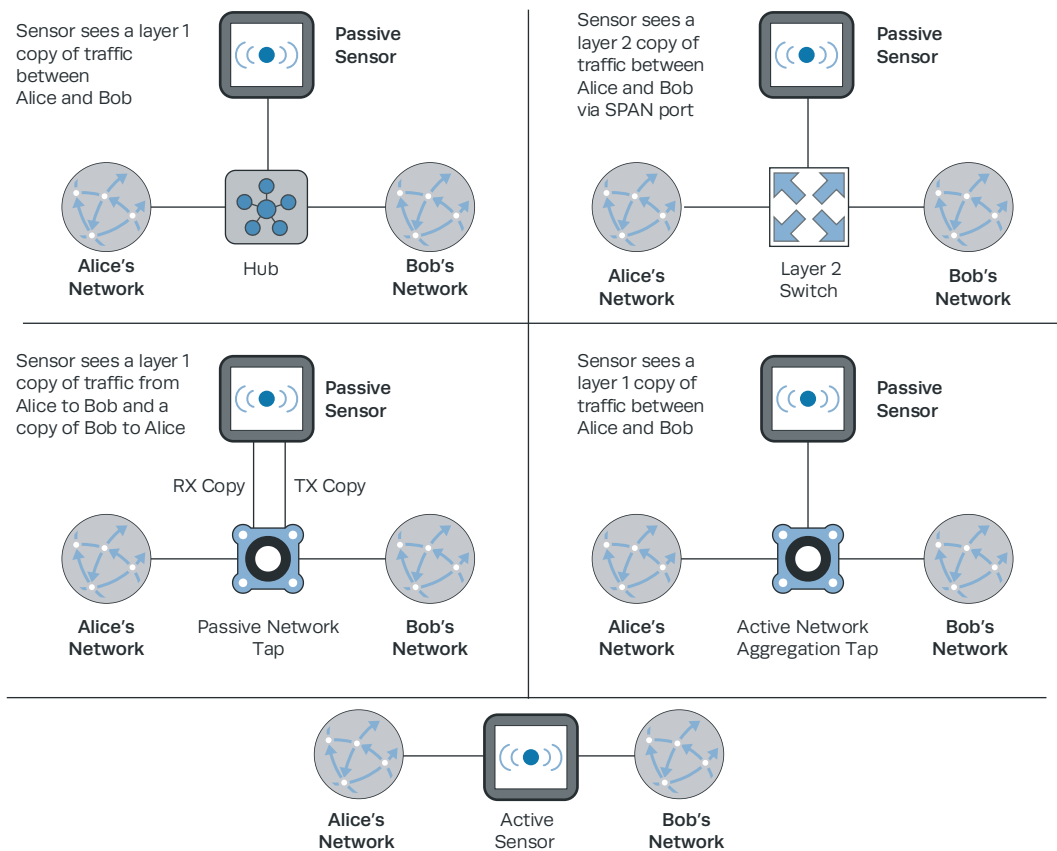 Sensor sees a layer 1
copy of traffic
between
Alice and Bob
Passive
Sensor
Alice's
Network
Hub
Bob's
Network
Sensor sees a
layer 2 copy of
traffic between
Alice and Bob
via SPAN port
Passive
Sensor
Alice's
Network
Layer 2
Switch
Bob's
Network
Sensor sees a layer 1
copy of traffic from
Alice to Bob and a
copy of Bob to Alice
Passive
Sensor
RX Copy
TX Copy
Alice's
Network
Passive Network
Tap
Bob's
Network
Sensor sees a
layer 1 copy of
traffic between
Alice and Bob
Passive
Sensor
Alice's
Network
Active Network
Aggregation Tap
Bob's
Network
Alice's
Network
Active
Sensor
Bob's
Network